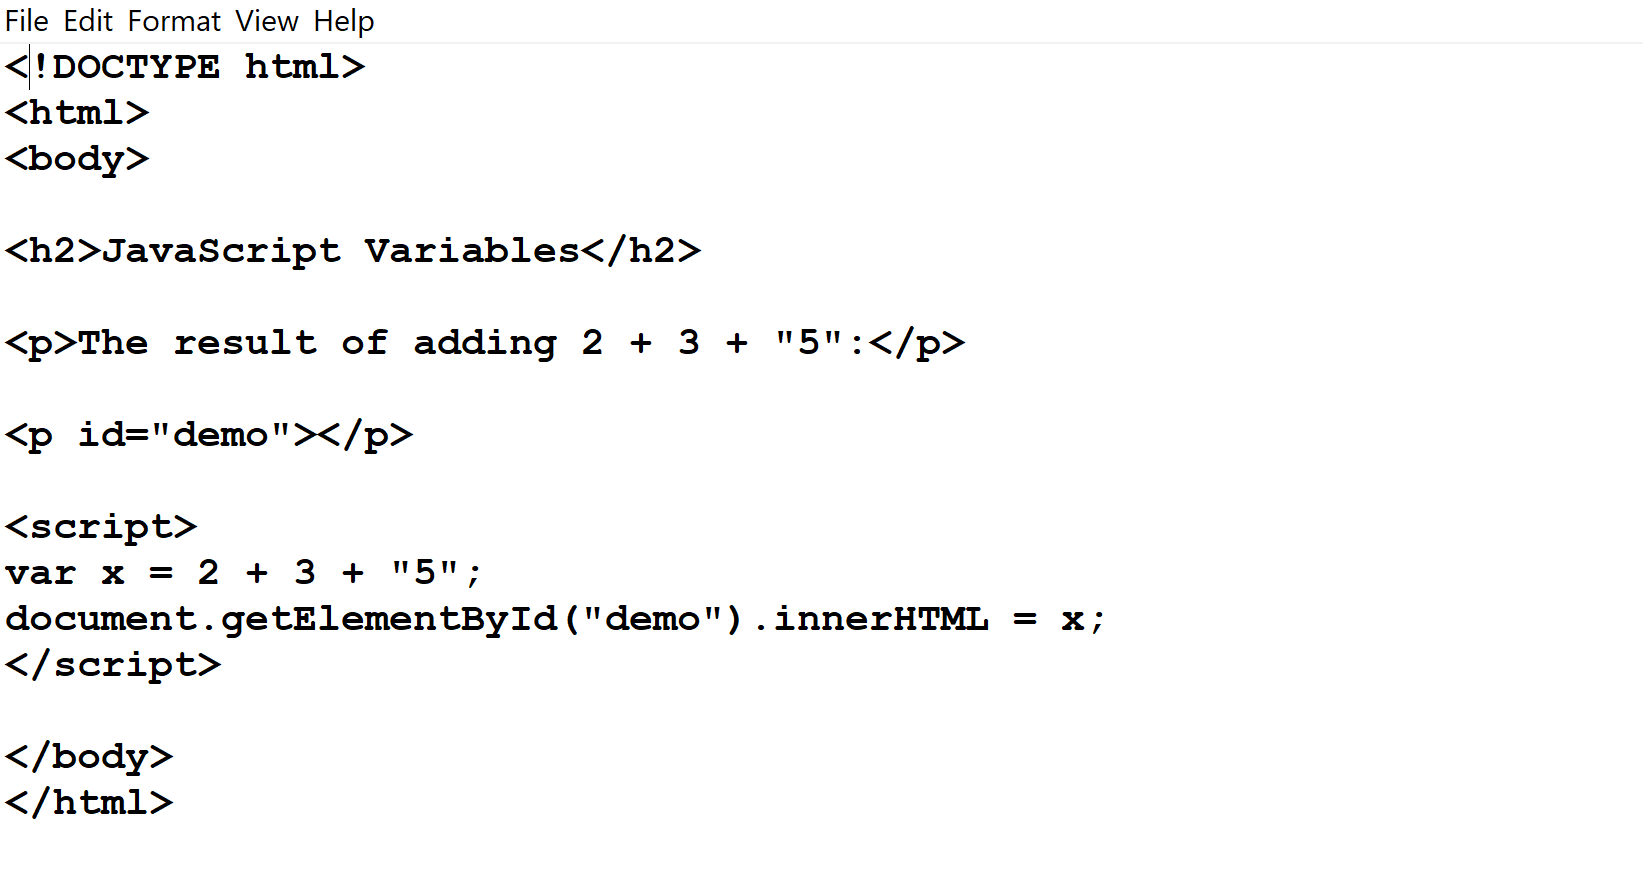 File Edit Format View Help
<!DOCTYPE html>
<html>
<body>
<h2>JavaScript Variables</h2>
<p>The result of adding 2 + 3 + "5":</p>
<p id="demo"></p>
<script>
var x = 2 + 3 + "5";
document.getElementById("demo").innerHTML = x;
</script>
</body>
</html>